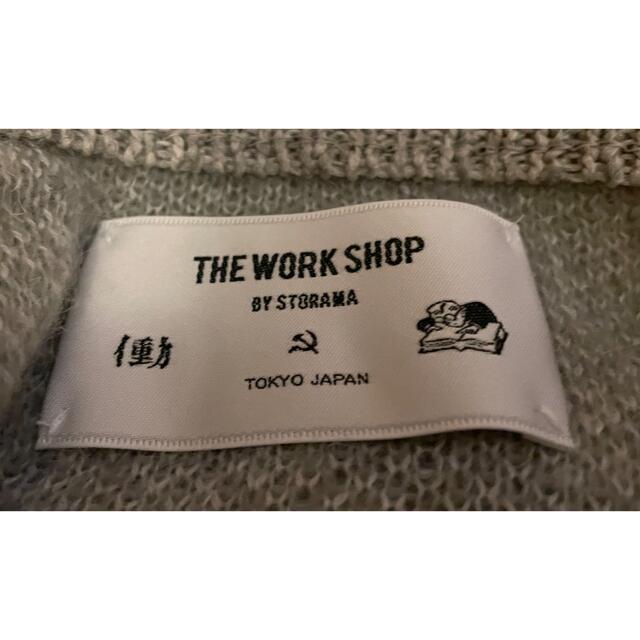 THE WORK SHOP
BY STORAMA
働
TOKYO JAPAN